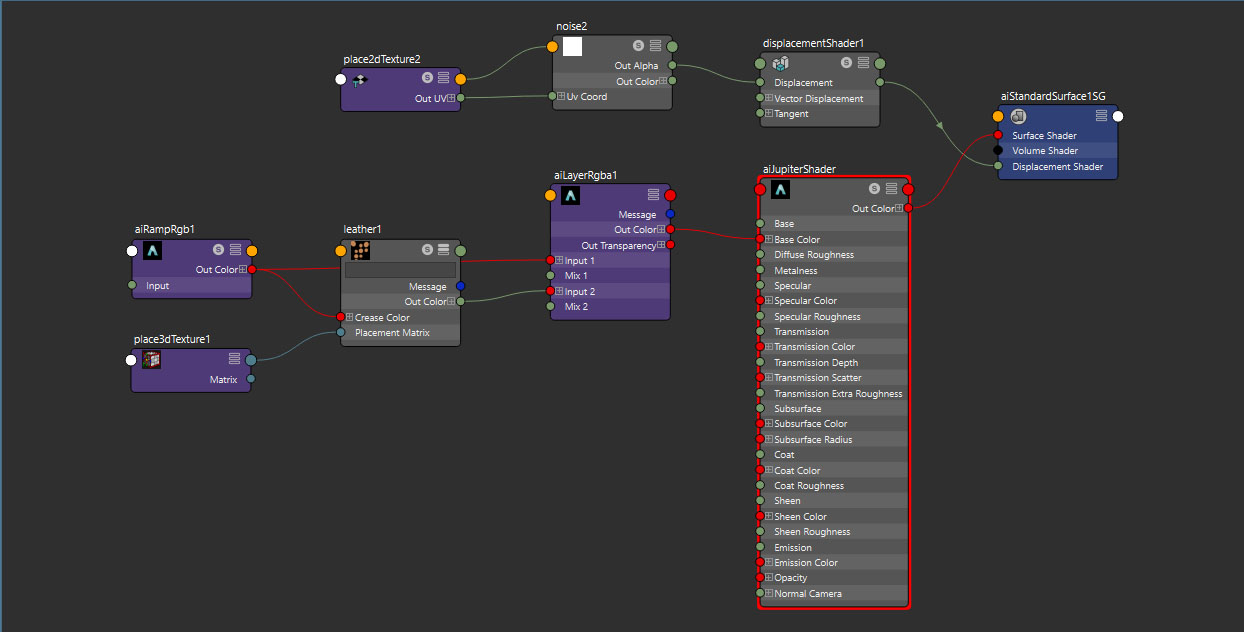 noise2
S
Out Alpha
Out Color
Uv Coord
displacementShader1
S
Displacement
Vector Displacement
Tangent
place2dTexture2
S
Out UV
aiStandardSurface1SG
Surface Shader
Volume Shader
Displacement Shader
aiJupiterShader
S
Out Color
Base
Base Color
Diffuse Roughness
Metalness
Specular
Specular Color
Specular Roughness
Transmission
Transmission Color
Transmission Depth
Transmission Scatter
Transmission Extra Roughness
Subsurface
Subsurface Color
Subsurface Radius
Coat
Coat Color
Coat Roughness
Sheen
Sheen Color
Sheen Roughness
Emission
Emission Color
Opacity
Normal Camera
aiLayerRgba1
Message
Out Color
Out Transparency
Input 1
Mix 1
Input 2
Mix 2
aiRampRgb1
S
Out Color
Input
leather1
S
Message
Out Color
Crease Color
Placement Matrix
place3dTexture1
Matrix